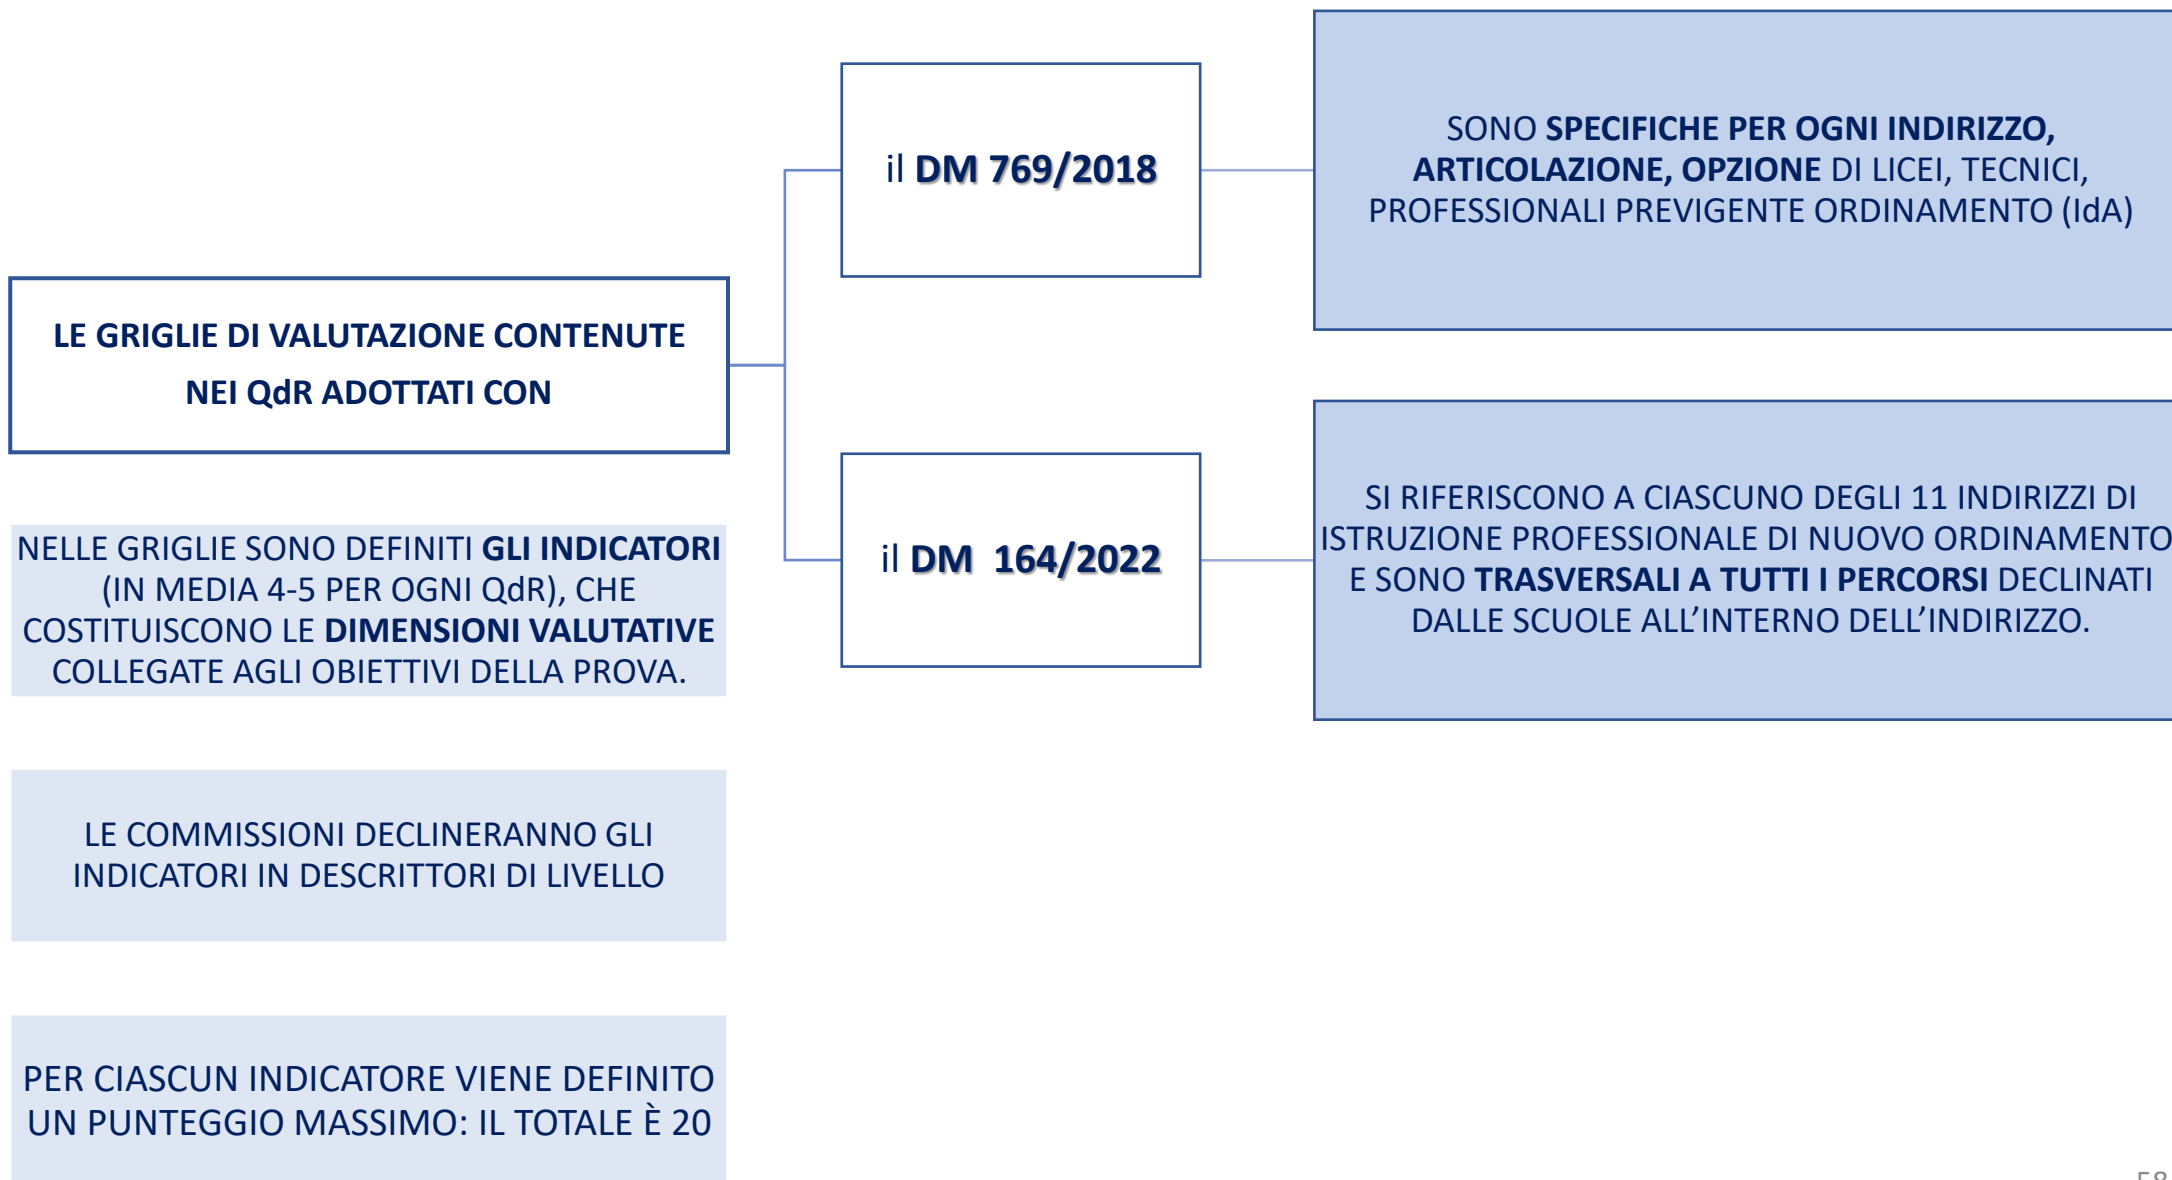 LE GRIGLIE DI VALUTAZIONE CONTENUTE
NEI QdR ADOTTATI CON
il DM 769/2018
SONO SPECIFICHE PER OGNI INDIRIZZO,
ARTICOLAZIONE, OPZIONE DI LICEI, TECNICI,
PROFESSIONALI PREVIGENTE ORDINAMENTO (IdA)
il DM 164/2022
SI RIFERISCONO A CIASCUNO DEGLI 11 INDIRIZZI DI
ISTRUZIONE PROFESSIONALE DI NUOVO ORDINAMENTO
E SONO TRASVERSALI A TUTTI I PERCORSI DECLINATI
DALLE SCUOLE ALL’INTERNO DELL’INDIRIZZO.
NELLE GRIGLIE SONO DEFINITI GLI INDICATORI
(IN MEDIA 4-5 PER OGNI QdR), CHE
COSTITUISCONO LE DIMENSIONI VALUTATIVE
COLLEGATE AGLI OBIETTIVI DELLA PROVA.
LE COMMISSIONI DECLINERANNO GLI
INDICATORI IN DESCRITTORI DI LIVELLO
PER CIASCUN INDICATORE VIENE DEFINITO
UN PUNTEGGIO MASSIMO: IL TOTALE È 20
58